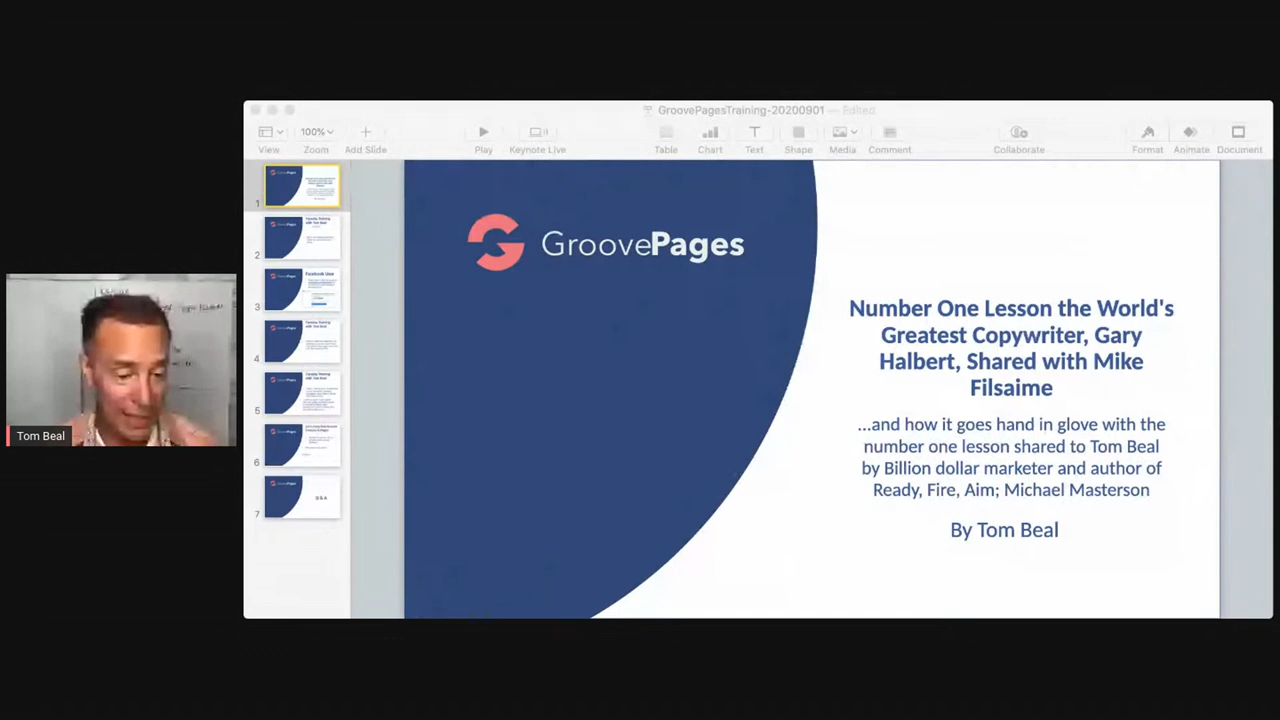 GroovePagesTraining-20200901 — Edited
100%
View
Zoom
Add Slide
Play
Keynote Live
Table
Chart
Text
Shape
Media
Comment
Collaborate
Format
Animate
Document
1
2
3
4
5
6
7
Facebook User
Q & A
GroovePages
Number One Lesson the World's
Greatest Copywriter, Gary
Halbert, Shared with Mike
Filsaime
...and how it goes hand in glove with the
number one lesson shared to Tom Beal
by Billion dollar marketer and author of
Ready, Fire, Aim; Michael Masterson
By Tom Beal
Tom Beal